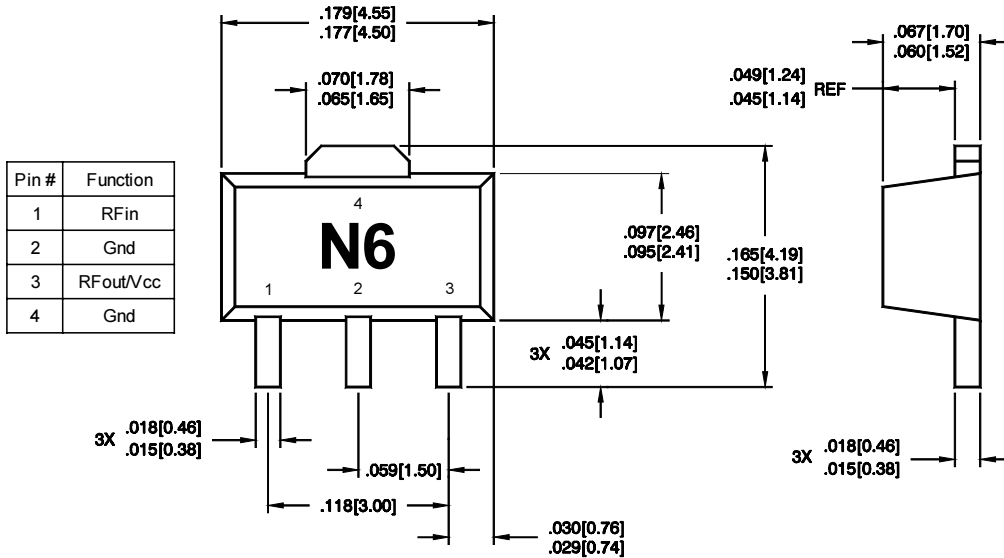 .179[4.55]
.177[4.50]
.070[1.78]
.065[1.65]
.067[1.70]
.060[1.52]
.049[1.24]
.045[1.14]
REF
Pin # Function
1 RFin
2 Gnd
3 RFout/Vcc
4 Gnd
4
N6
1 2 3
.097[2.46]
.095[2.41]
.165[4.19]
.150[3.81]
3X .045[1.14]
.042[1.07]
3X .018[0.46]
.015[0.38]
.059[1.50]
.118[3.00]
.030[0.76]
.029[0.74]
3X .018[0.46]
.015[0.38]